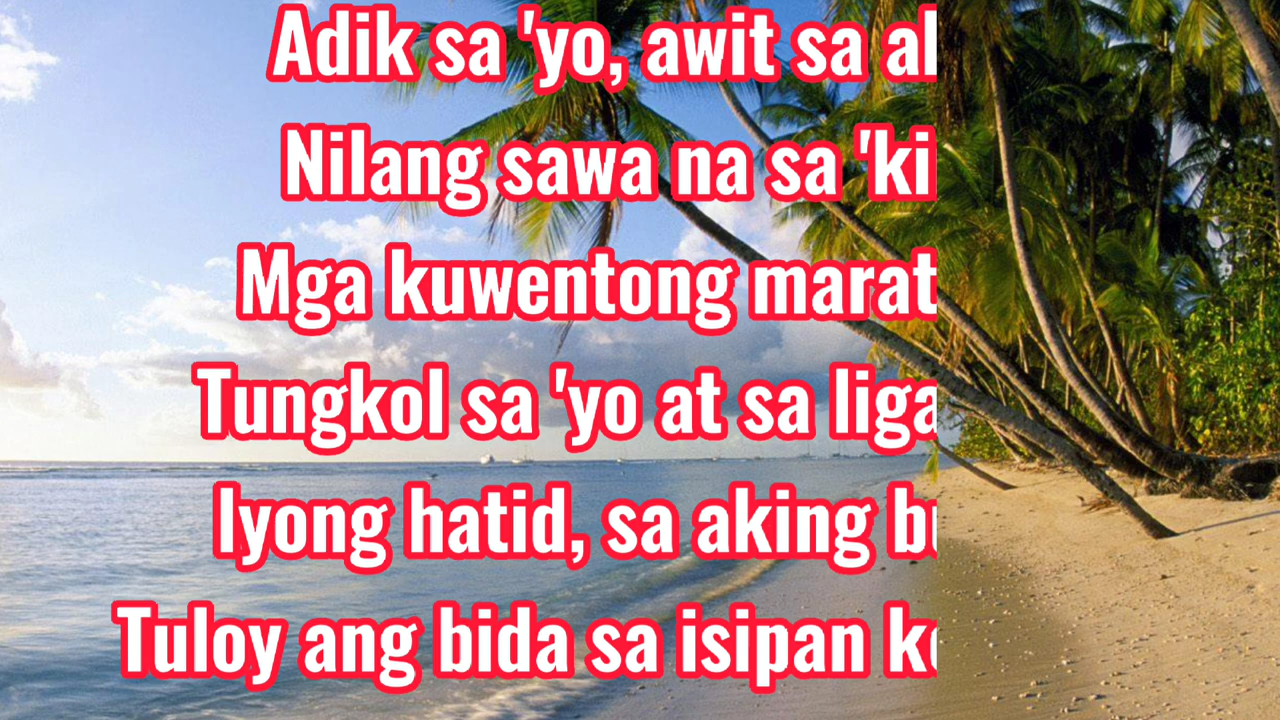 Adik sa 'yo, awit sa
Nilang sawa na sa
Mga kuwentong
Tungkol sa 'yo at sa
Iyong hatid, sa aking
Tuloy ang bida sa isipan